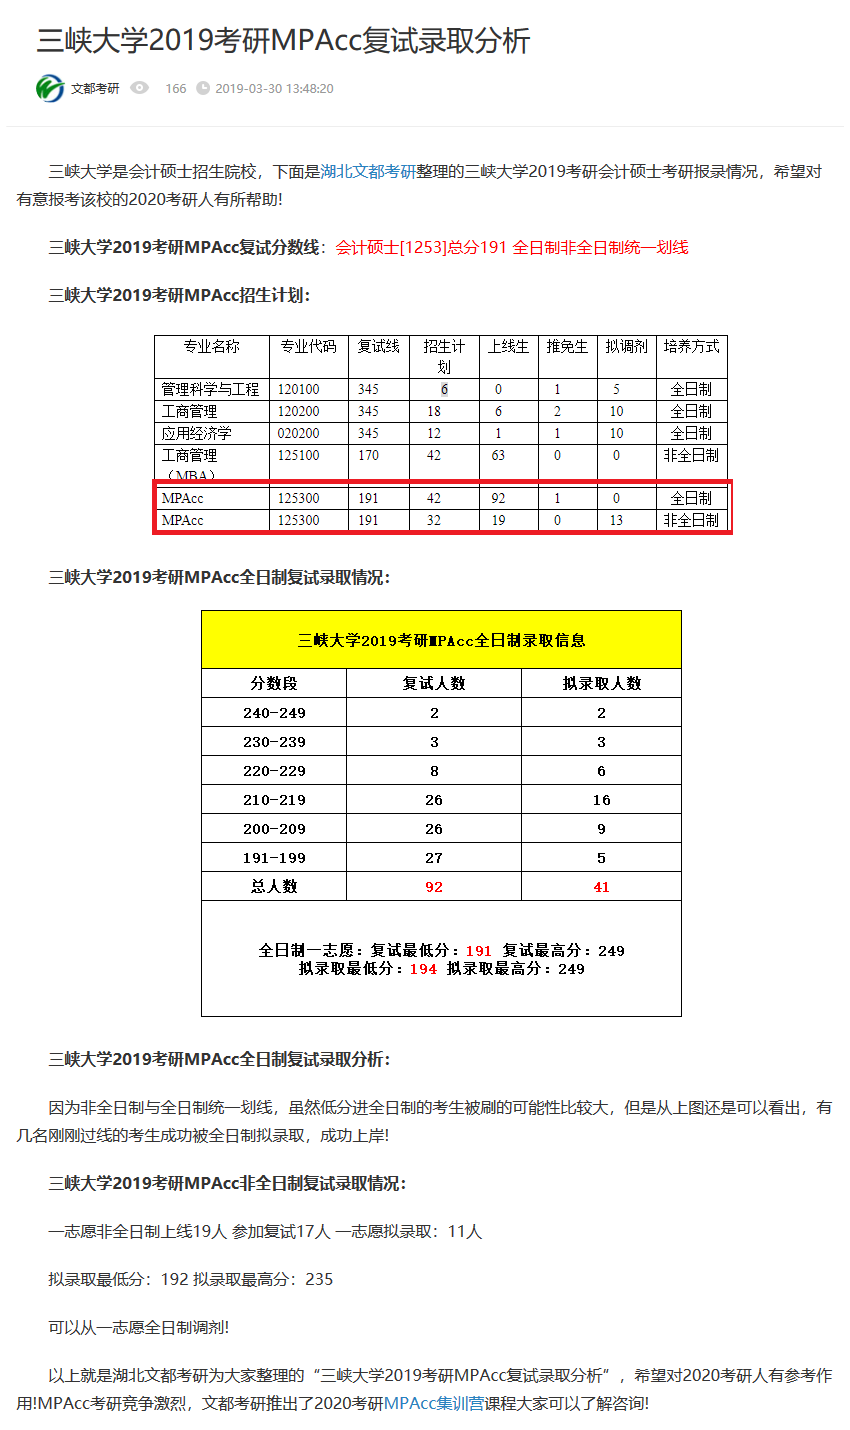 三峡大学2019考研MPAcc复试录取分析
文都考研 166 2019-03-30 13:48:20
三峡大学是会计硕士招生院校，下面是湖北文都考研整理的三峡大学2019考研会计硕士考研报录情况，希望对
有意报考该校的2020考研人有所帮助!
三峡大学2019考研MPAcc复试分数线：会计硕士[1253]总分191 全日制非全日制统一划线
三峡大学2019考研MPAcc招生计划：
专业名称 专业代码 复试线 招生计 上线生 推免生 拟调剂 培养方式
划
管理科学与工程 120100 345 6 0 1 5 全日制
工商管理 120200 345 18 6 2 10 全日制
应用经济学 020200 345 12 1 1 10 全日制
工商管理 125100 170 42 63 0 0 非全日制
（MBA）
MPAcc 125300 191 42 92 1 0 全日制
MPAcc 125300 191 32 19 0 13 非全日制
三峡大学2019考研MPAcc全日制复试录取情况：
三峡大学2019考研MPAcc全日制录取信息
分数段 复试人数 拟录取人数
240-249 2 2
230-239 3 3
220-229 8 6
210-219 26 16
200-209 26 9
191-199 27 5
总人数 92 41
全日制一志愿：复试最低分：191 复试最高分：249
拟录取最低分：194 拟录取最高分：249
三峡大学2019考研MPAcc全日制复试录取分析：
因为非全日制与全日制统一划线，虽然低分进全日制的考生被刷的可能性比较大，但是从上图还是可以看出，有
几名刚刚过线的考生成功被全日制拟录取，成功上岸!
三峡大学2019考研MPAcc非全日制复试录取情况：
一志愿非全日制上线19人 参加复试17人 一志愿拟录取：11人
拟录取最低分：192 拟录取最高分：235
可以从一志愿全日制调剂!
以上就是湖北文都考研为大家整理的“三峡大学2019考研MPAcc复试录取分析”，希望对2020考研人有参考作
用!MPAcc考研竞争激烈，文都考研推出了2020考研MPAcc集训营课程大家可以了解咨询!